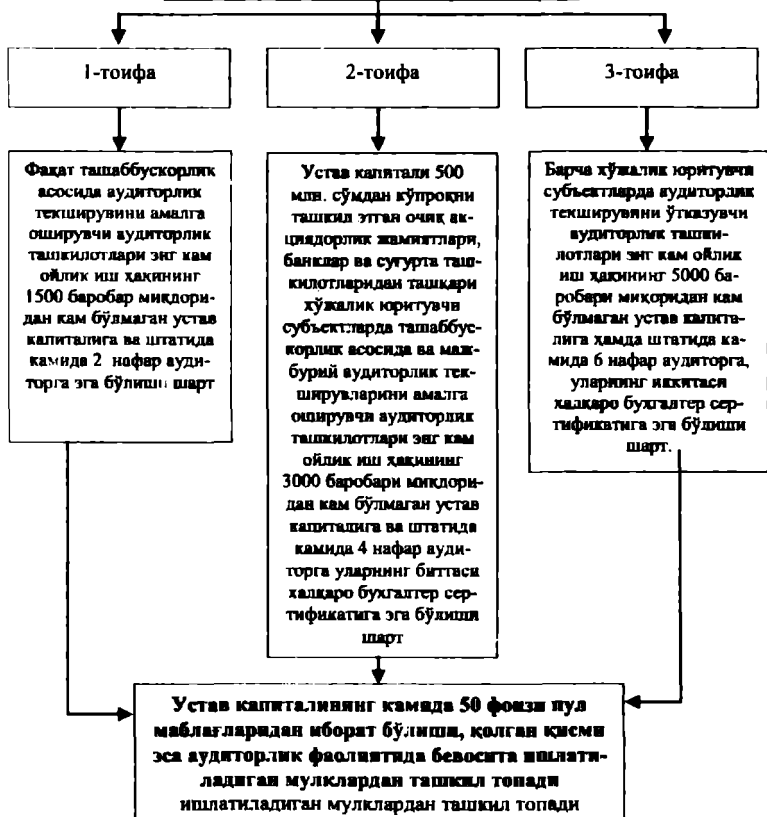 1-тоифа
2-тоифа
3-тоифа
Фақат ташаббускорлик
асосида аудиторлик
текширувини амалга
оширувчи аудиторлик
ташкилотлари энг кам
ойлик иш ҳақининг
1500 баробар миқдори-
дан кам бўлмаган устав
капиталига ва штатида
камида 2 нафар ауди-
торга эга бўлиши шарт
Устав капитали 500
млн. сўмдан кўпроқни
ташкил этган очиқ ак-
циядорлик жамиятлари,
банклар ва суғурта таш-
килотларидан ташқари
хўжалик юритувчи
субъектларда ташаббус-
корлик асосида ва маж-
бурий аудиторлик тек-
ширувларини амалга
оширувчи аудиторлик
ташкилотлари энг кам
ойлик иш ҳақининг
3000 баробари миқдори-
дан кам бўлмаган устав
капиталига ва штатида
камида 4 нафар ауди-
торга уларнинг биттаси
халқаро бухгалтер сер-
тификатига эга бўлиши
шарт
Барча хўжалик юритувчи
субъектларда аудиторлик
текширувини ўтказувчи
аудиторлик ташки-
лотлари энг кам ойлик
иш ҳақининг 5000 ба-
робари миқоридан кам
бўлмаган устав капита-
лига ҳамда штатида ка-
мида 6 нафар аудиторга,
уларнинг иккитаси
халқаро бухгалтер сер-
тификатига эга бўлиши
шарт.
Устав капиталининг камида 50 фоизи пул
маблағларидан иборат бўлиши, қолган қисми
эса аудиторлик фаолиятида бевосита ишлати-
ладиган мулклардан ташкил топади
ишлатиладиган мулклардан ташкил топади